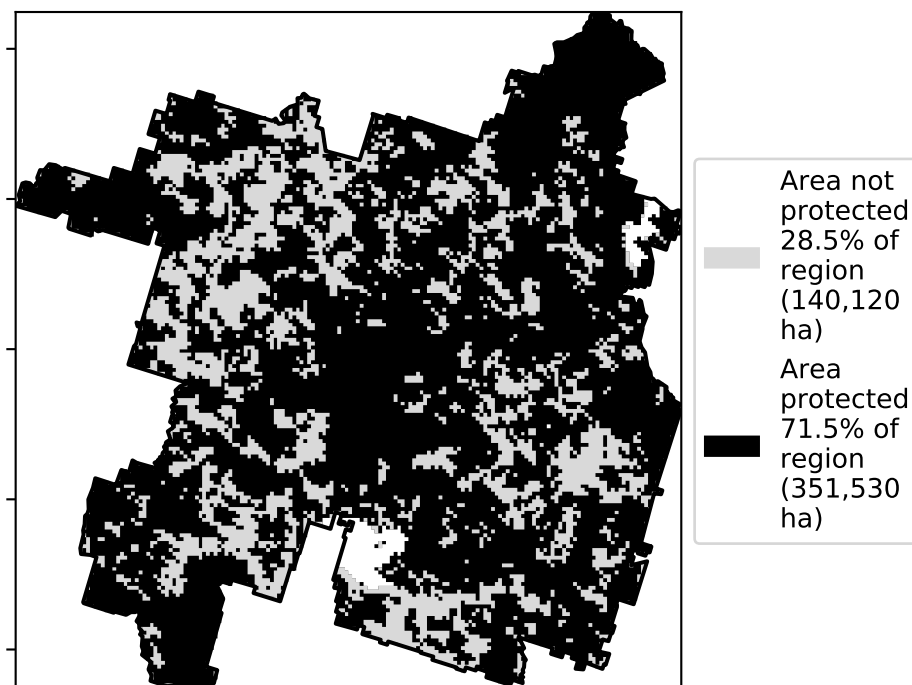 Area not
protected
28.5% of
region
(140,120
ha)
Area
protected
71.5% of
region
(351,530
ha)